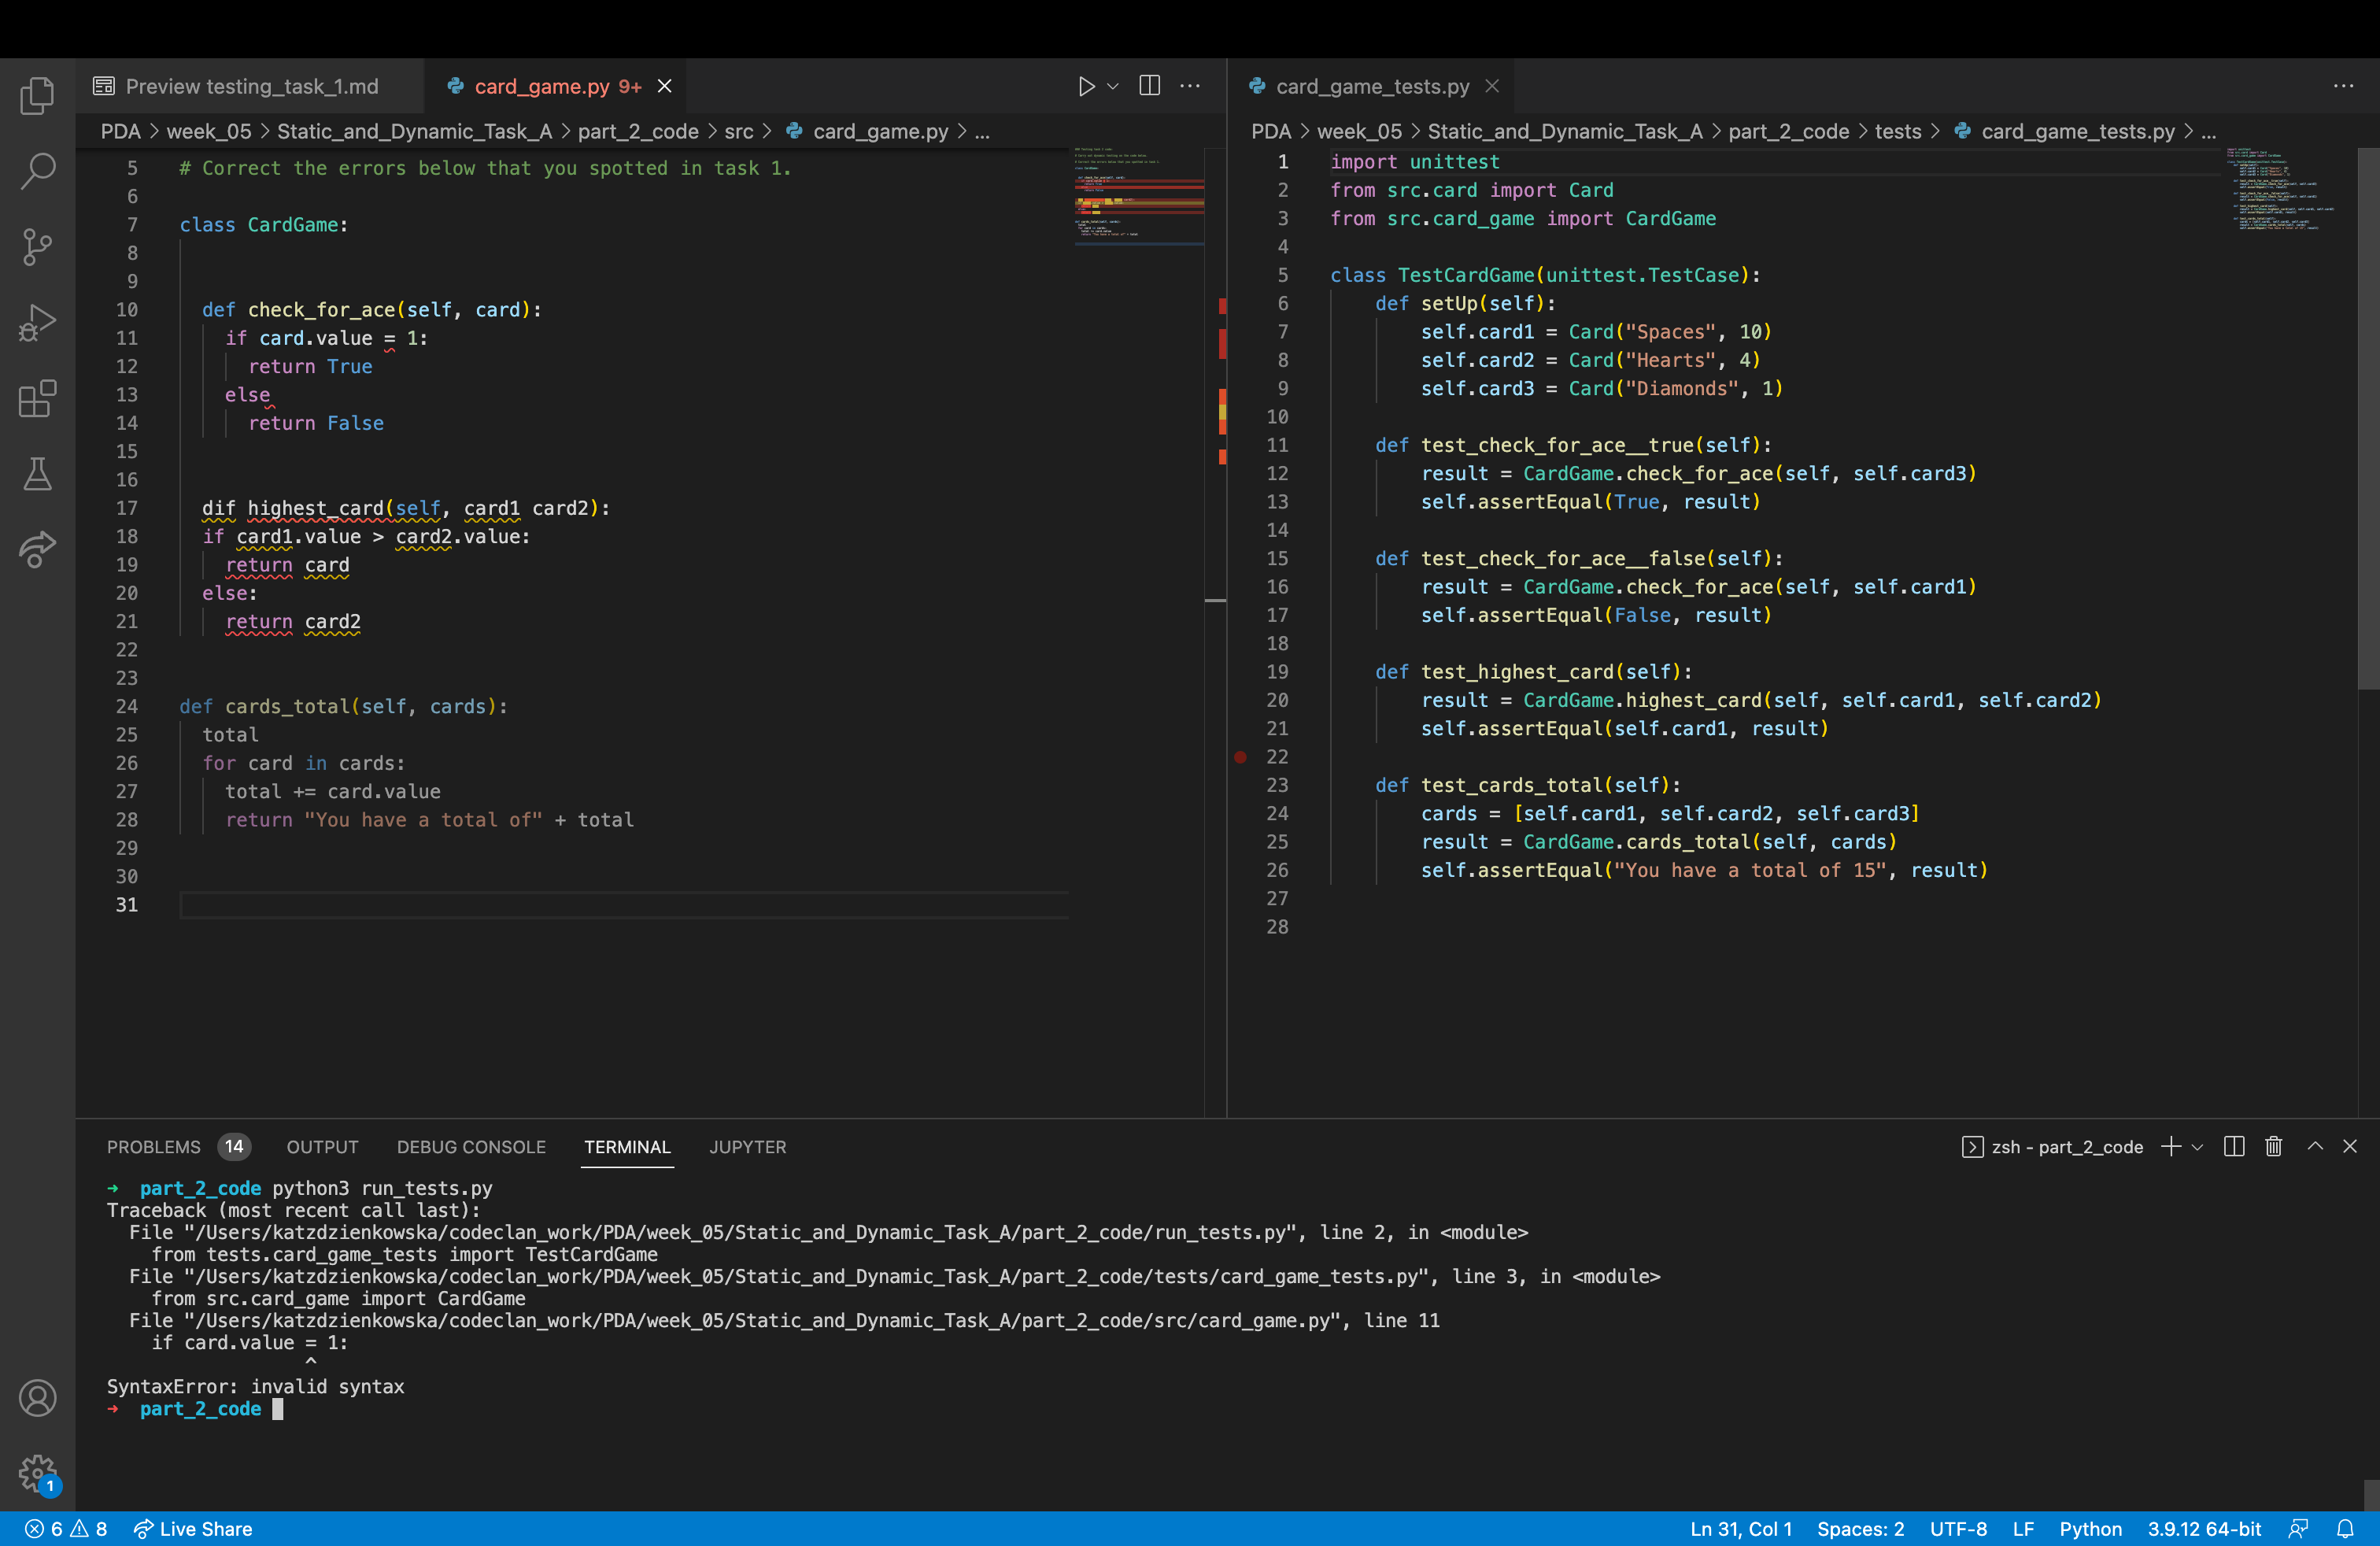 Preview testing_task_1.md
card_game.py 9+
card_game_tests.py
PDA > week_05 > Static_and_Dynamic_Task_A > part_2_code > src > card_game.py > ...
5 # Correct the errors below that you spotted in task 1.
6
7 class CardGame:
8
9
10 def check_for_ace(self, card):
11 if card.value = 1:
12 return True
13 else
14 return False
15
16
17 dif highest_card(self, card1 card2):
18 if card1.value > card2.value:
19 return card
20 else:
21 return card2
22
23
24 def cards_total(self, cards):
25 total
26 for card in cards:
27 total += card.value
28 return "You have a total of" + total
29
30
31
PDA > week_05 > Static_and_Dynamic_Task_A > part_2_code > tests > card_game_tests.py > ...
1 import unittest
2 from src.card import Card
3 from src.card_game import CardGame
4
5 class TestCardGame(unittest.TestCase):
6 def setUp(self):
7 self.card1 = Card("Spaces", 10)
8 self.card2 = Card("Hearts", 4)
9 self.card3 = Card("Diamonds", 1)
10
11 def test_check_for_ace__true(self):
12 result = CardGame.check_for_ace(self, self.card3)
13 self.assertEqual(True, result)
14
15 def test_check_for_ace__false(self):
16 result = CardGame.check_for_ace(self, self.card1)
17 self.assertEqual(False, result)
18
19 def test_highest_card(self):
20 result = CardGame.highest_card(self, self.card1, self.card2)
21 self.assertEqual(self.card1, result)
22
23 def test_cards_total(self):
24 cards = [self.card1, self.card2, self.card3]
25 result = CardGame.cards_total(self, cards)
26 self.assertEqual("You have a total of 15", result)
27
28
PROBLEMS 14 OUTPUT DEBUG CONSOLE TERMINAL JUPYTER
zsh - part_2_code
➜ part_2_code python3 run_tests.py
Traceback (most recent call last):
File "/Users/katzdzienkowska/codeclan_work/PDA/week_05/Static_and_Dynamic_Task_A/part_2_code/run_tests.py", line 2, in <module>
from tests.card_game_tests import TestCardGame
File "/Users/katzdzienkowska/codeclan_work/PDA/week_05/Static_and_Dynamic_Task_A/part_2_code/tests/card_game_tests.py", line 3, in <module>
from src.card_game import CardGame
File "/Users/katzdzienkowska/codeclan_work/PDA/week_05/Static_and_Dynamic_Task_A/part_2_code/src/card_game.py", line 11
if card.value = 1:
^
SyntaxError: invalid syntax
➜ part_2_code
1
6 8 Live Share
Ln 31, Col 1 Spaces: 2 UTF-8 LF Python 3.9.12 64-bit